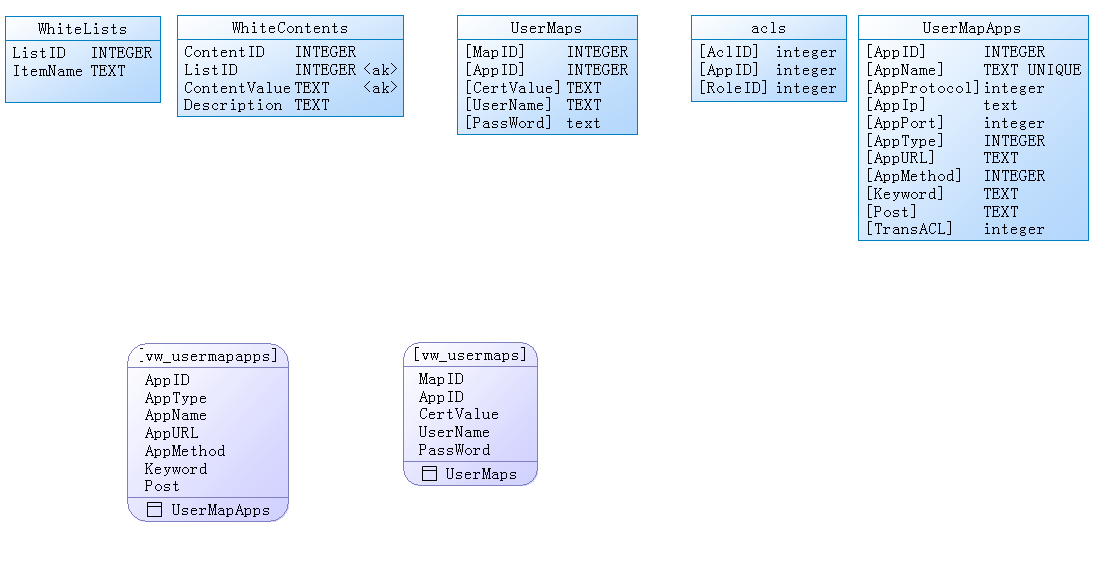 WhiteLists
ListID INTEGER
ItemName TEXT
WhiteContents
ContentID INTEGER
ListID INTEGER <ak>
ContentValue TEXT <ak>
Description TEXT
UserMaps
[MapID] INTEGER
[AppID] INTEGER
[CertValue] TEXT
[UserName] TEXT
[PassWord] text
acls
[AclID] integer
[AppID] integer
[RoleID] integer
UserMapApps
[AppID] INTEGER
[AppName] TEXT UNIQUE
[AppProtocol] integer
[AppIp] text
[AppPort] integer
[AppType] INTEGER
[AppURL] TEXT
[AppMethod] INTEGER
[Keyword] TEXT
[Post] TEXT
[TransACL] integer
[vw_usermapapps]
AppID
AppType
AppName
AppURL
AppMethod
Keyword
Post
UserMapApps
[vw_usermaps]
MapID
AppID
CertValue
UserName
PassWord
UserMaps